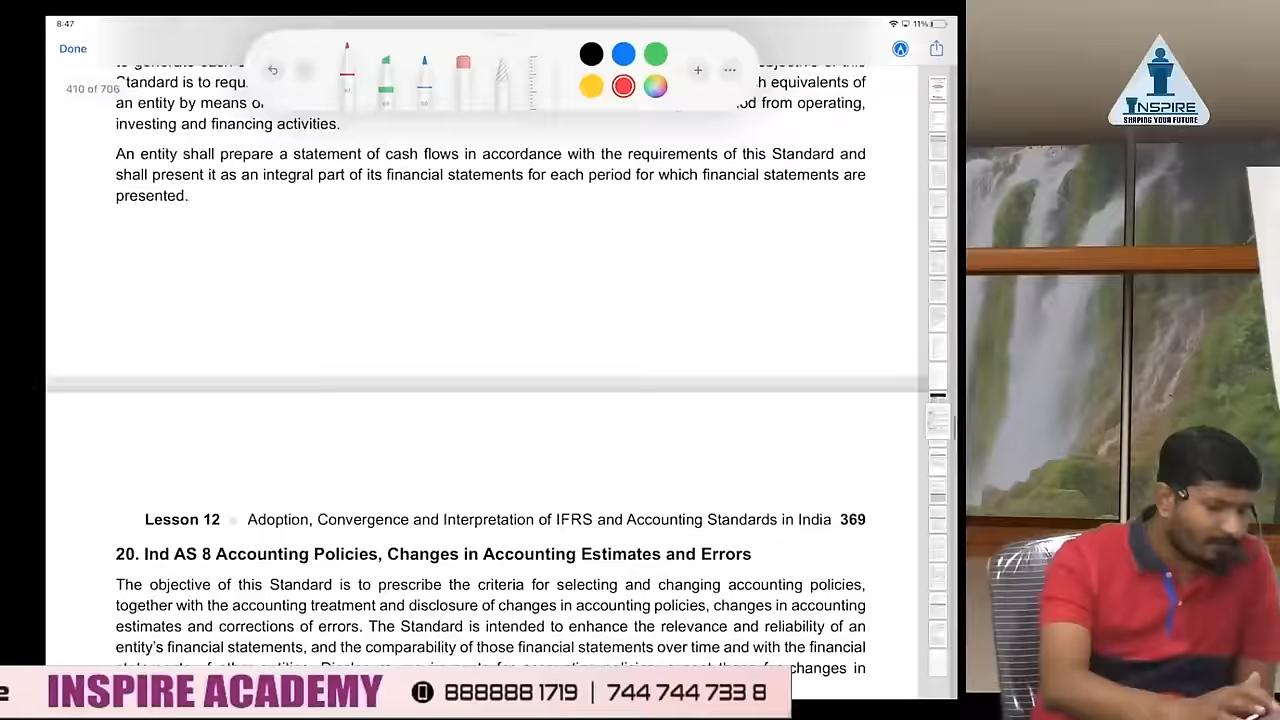 8:47
11%
Done
410 of 706
Standard is to requ
h equivalents of
an entity by means o
od from operating,
investing and financing activities.
An entity shall prepare a statement of cash flows in accordance with the requirements of this Standard and
shall present it as an integral part of its financial statements for each period for which financial statements are
presented.
Lesson 12 Adoption, Convergence and Interpretation of IFRS and Accounting Standards in India 369
20. Ind AS 8 Accounting Policies, Changes in Accounting Estimates and Errors
The objective of this Standard is to prescribe the criteria for selecting and changing accounting policies,
together with the accounting treatment and disclosure of changes in accounting policies, changes in accounting
estimates and corrections of errors. The Standard is intended to enhance the relevance and reliability of an
entity's financial statements, and the comparability of those financial statements over time and with the financial
changes in
INSPIRE
SHAPING YOUR FUTURE
e INSPIRE ACADEMY 888888 1719 | 744 744 733 8